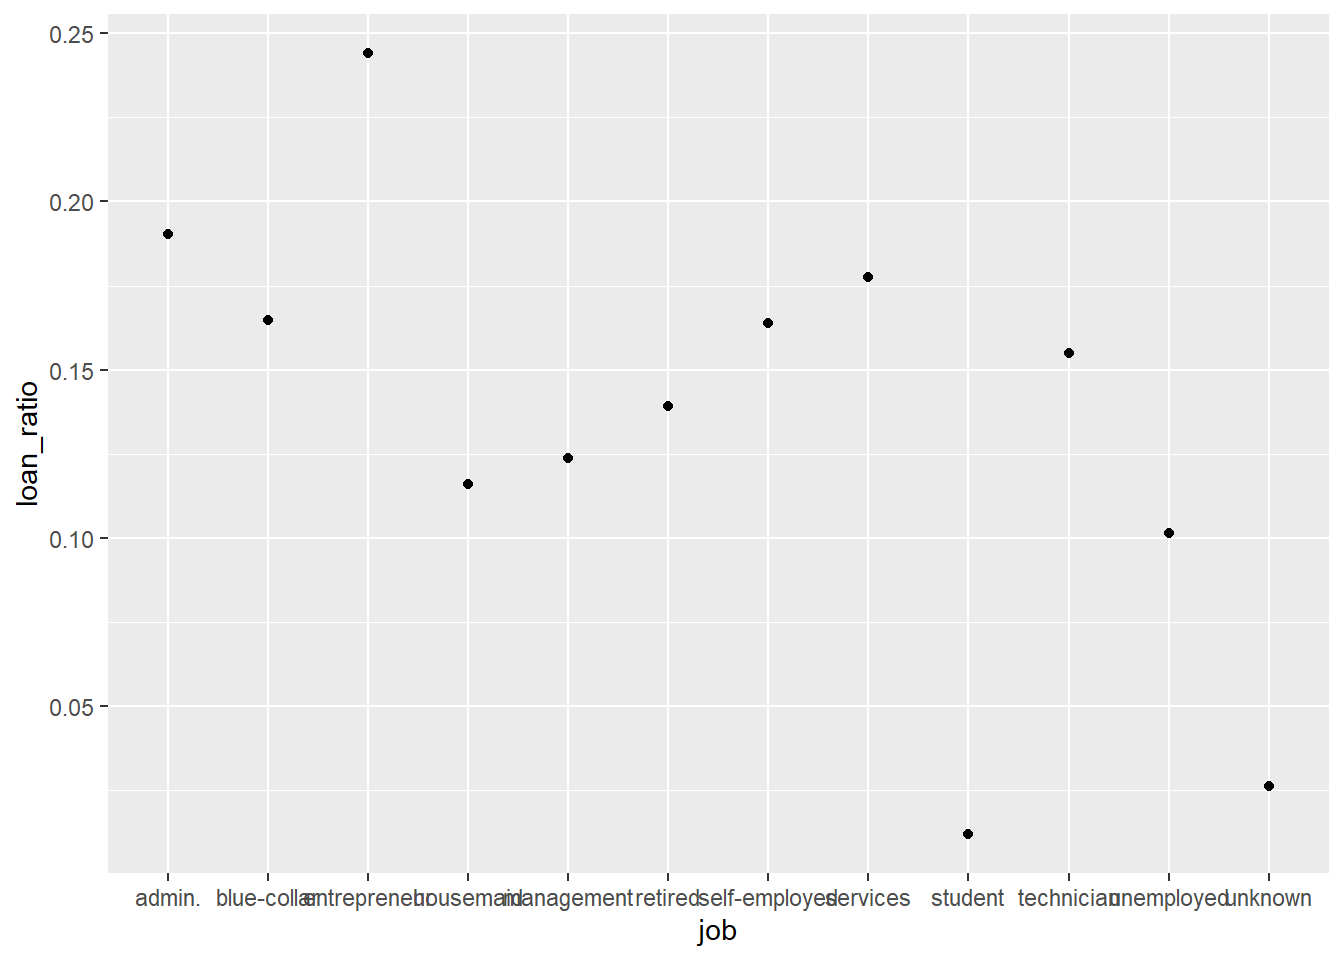 0.25
0.20
0.15
0.10
0.05
loan_ratio
admin. blue-collar entrepreneur housemaid management retired self-employed services student technician unemployed unknown
job